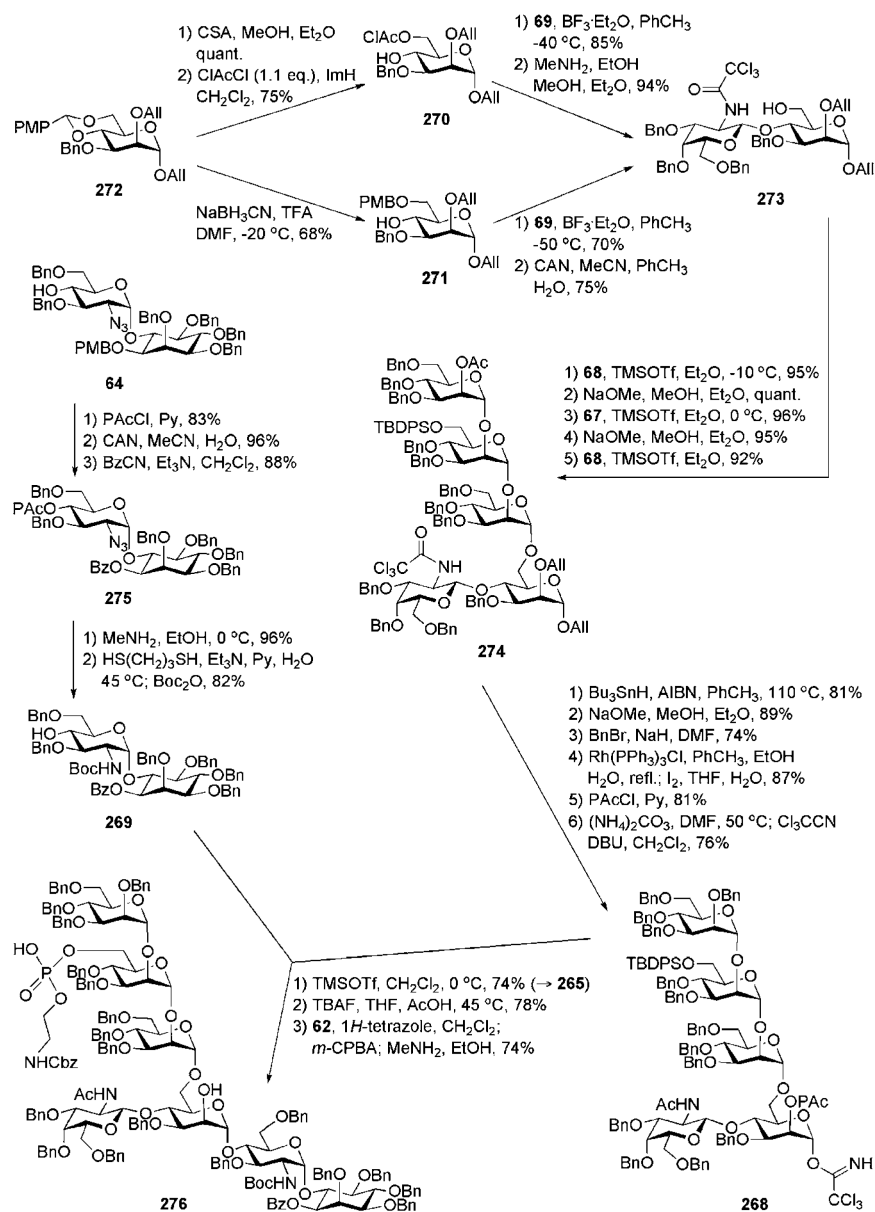 1) CSA, MeOH, Et2O
quant.
2) ClAcCl (1.1 eq.), ImH
CH2Cl2, 75%
ClAcO
OAll
HO
BnO
O
OAll
270
1) 69, BF3·Et2O, PhCH3
-40 ºC, 85%
2) MeNH2, EtOH
MeOH, Et2O, 94%
PMP
O
O
OAll
BnO
O
OAll
272
CCl3
O
NH
HO
OAll
BnO
O
O
BnO
O
BnO
OBn
OAll
273
NaBH3CN, TFA
DMF, -20 ºC, 68%
PMBO
OAll
HO
BnO
O
OAll
271
1) 69, BF3·Et2O, PhCH3
-50 ºC, 70%
2) CAN, MeCN, PhCH3
H2O, 75%
BnO
HO
BnO
O
N3
O
BnO
OBn
OBn
PMBO
OBn
64
1) PAcCl, Py, 83%
2) CAN, MeCN, H2O, 96%
3) BzCN, Et3N, CH2Cl2, 88%
1) 68, TMSOTf, Et2O, -10 ºC, 95%
2) NaOMe, MeOH, Et2O, quant.
3) 67, TMSOTf, Et2O, 0 ºC, 96%
4) NaOMe, MeOH, Et2O, 95%
5) 68, TMSOTf, Et2O, 92%
BnO
OAc
BnO
BnO
O
O
TBDPSO
BnO
BnO
O
O
BnO
BnO
BnO
O
O
O
Cl3C
NH
OAll
BnO
O
O
BnO
O
BnO
OBn
OAll
274
BnO
PAcO
BnO
O
N3
O
BnO
OBn
OBn
BzO
OBn
275
1) MeNH2, EtOH, 0 ºC, 96%
2) HS(CH2)3SH, Et3N, Py, H2O
45 ºC; Boc2O, 82%
BnO
HO
BnO
O
BocHN
O
BnO
OBn
OBn
BzO
OBn
269
1) Bu3SnH, AIBN, PhCH3, 110 ºC, 81%
2) NaOMe, MeOH, Et2O, 89%
3) BnBr, NaH, DMF, 74%
4) Rh(PPh3)3Cl, PhCH3, EtOH
H2O, refl.; I2, THF, H2O, 87%
5) PAcCl, Py, 81%
6) (NH4)2CO3, DMF, 50 ºC; Cl3CCN
DBU, CH2Cl2, 76%
1) TMSOTf, CH2Cl2, 0 ºC, 74% (→ 265)
2) TBAF, THF, AcOH, 45 ºC, 78%
3) 62, 1H-tetrazole, CH2Cl2;
m-CPBA; MeNH2, EtOH, 74%
BnO
OBn
BnO
BnO
O
O
HO
O
P
O
O
BnO
BnO
O
O
NHCbz
BnO
BnO
BnO
O
O
AcHN
OH
BnO
O
O
BnO
O
BnO
OBn
O
OBn
BnO
O
BocHN
O
BnO
OBn
OBn
BzO
OBn
276
BnO
OBn
BnO
BnO
O
O
TBDPSO
BnO
BnO
O
O
BnO
BnO
BnO
O
O
AcHN
OPAc
BnO
O
O
BnO
O
BnO
OBn
O
NH
CCl3
268